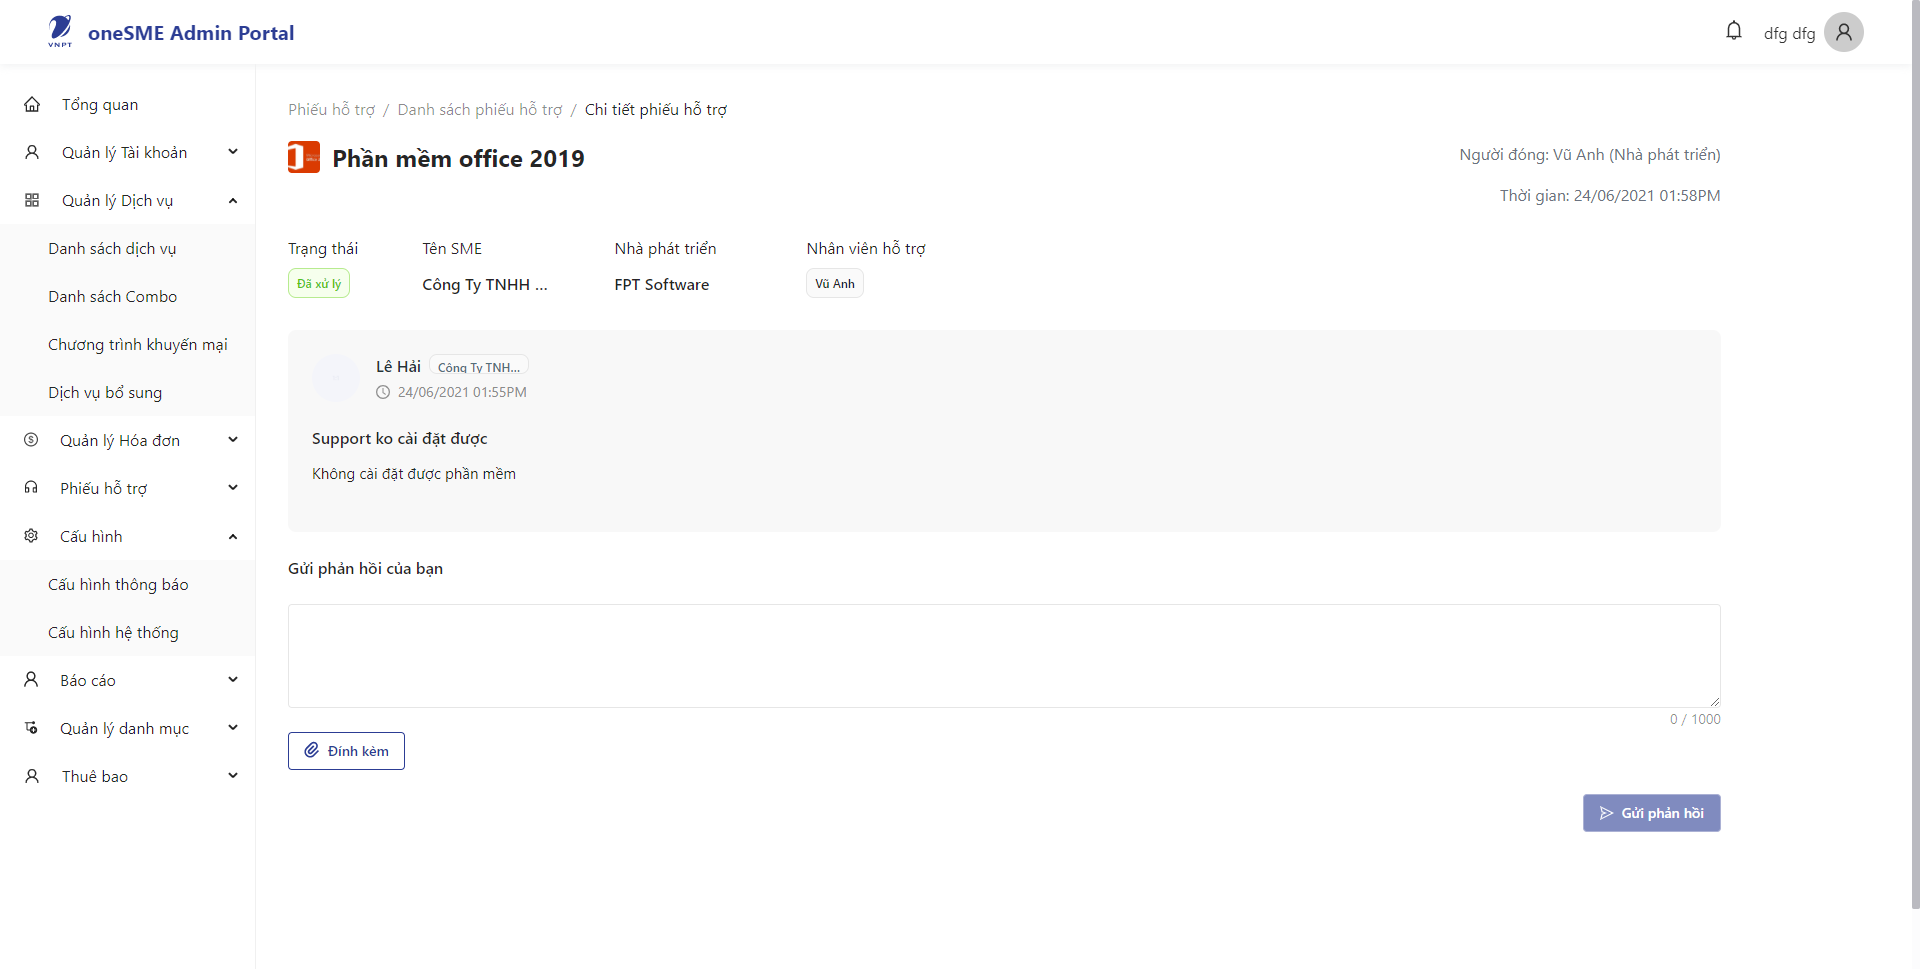 VNPT
oneSME Admin Portal
dfg dfg
Tổng quan
Quản lý Tài khoản
Quản lý Dịch vụ
Danh sách dịch vụ
Danh sách Combo
Chương trình khuyến mại
Dịch vụ bổ sung
Quản lý Hóa đơn
Phiếu hỗ trợ
Cấu hình
Cấu hình thông báo
Cấu hình hệ thống
Báo cáo
Quản lý danh mục
Thuê bao
Phiếu hỗ trợ / Danh sách phiếu hỗ trợ / Chi tiết phiếu hỗ trợ
Phần mềm office 2019
Người đóng: Vũ Anh (Nhà phát triển)
Thời gian: 24/06/2021 01:58PM
Trạng thái
Tên SME
Nhà phát triển
Nhân viên hỗ trợ
Đã xử lý
Công Ty TNHH ...
FPT Software
Vũ Anh
Lê Hải
Công Ty TNH...
24/06/2021 01:55PM
Support ko cài đặt được
Không cài đặt được phần mềm
Gửi phản hồi của bạn
0 / 1000
Đính kèm
Gửi phản hồi